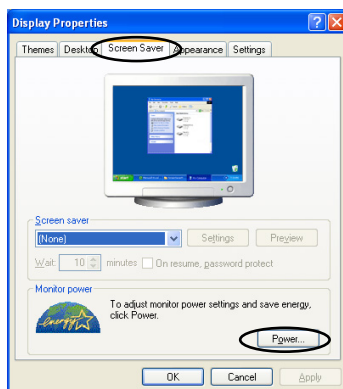 Display Properties
Themes Desktop Screen Saver Appearance Settings
Screen saver
(None) Settings Preview
Wait: 10 minutes On resume, password protect
Monitor power
To adjust monitor power settings and save energy,
click Power.
energy
Power...
OK Cancel Apply